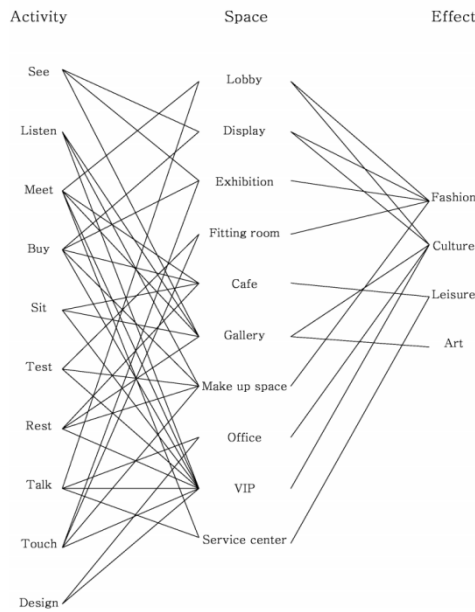 Activity Space Effect
See
Listen
Meet
Buy
Sit
Test
Rest
Talk
Touch
Design
Lobby
Display
Exhibition
Fitting room
Cafe
Gallery
Make up space
Office
VIP
Service center
Fashion
Culture
Leisure
Art